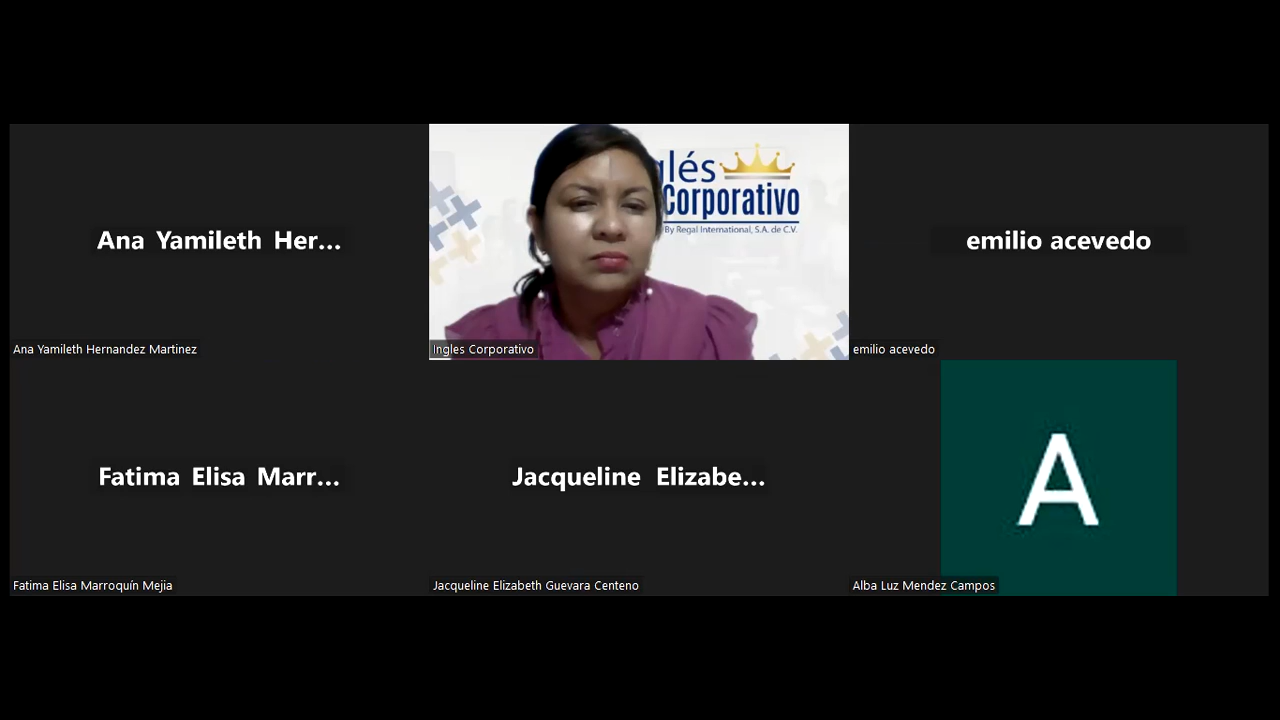 Ana Yamileth Her...
Ana Yamileth Hernandez Martinez
glés
Corporativo
By Regal International, S.A. de C.V.
Ingles Corporativo
emilio acevedo
emilio acevedo
Fatima Elisa Marr...
Fatima Elisa Marroquín Mejia
Jacqueline Elizabe...
Jacqueline Elizabeth Guevara Centeno
A
Alba Luz Mendez Campos